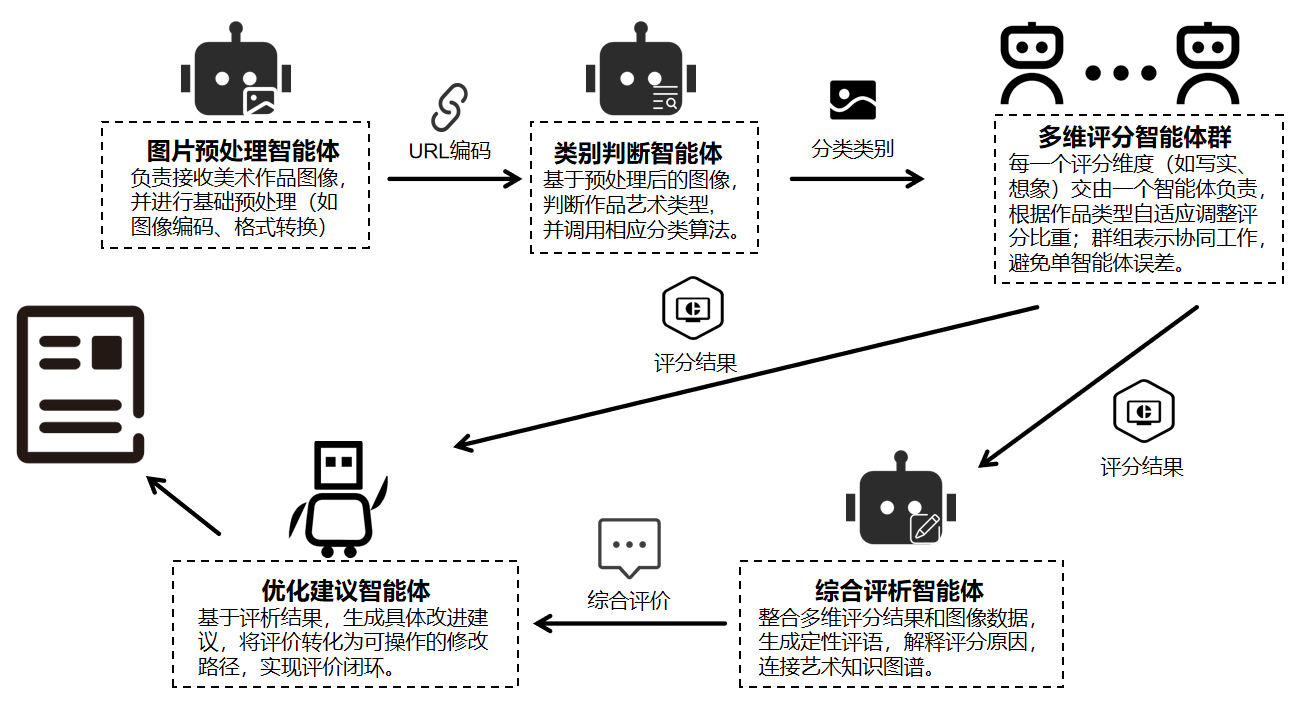 图片预处理智能体
负责接收美术作品图像，
并进行基础预处理（如
图像编码、格式转换）
URL编码
类别判断智能体
基于预处理后的图像，
判断作品艺术类型，
并调用相应分类算法。
分类类别
多维评分智能体群
每一个评分维度（如写实、
想象）交由一个智能体负责，
根据作品类型自适应调整评
分比重；群组表示协同工作，
避免单智能体误差。
评分结果
评分结果
综合评析智能体
整合多维评分结果和图像数据，
生成定性评语，解释评分原因，
连接艺术知识图谱。
综合评价
优化建议智能体
基于评析结果，生成具体改进建
议，将评价转化为可操作的修改
路径，实现评价闭环。